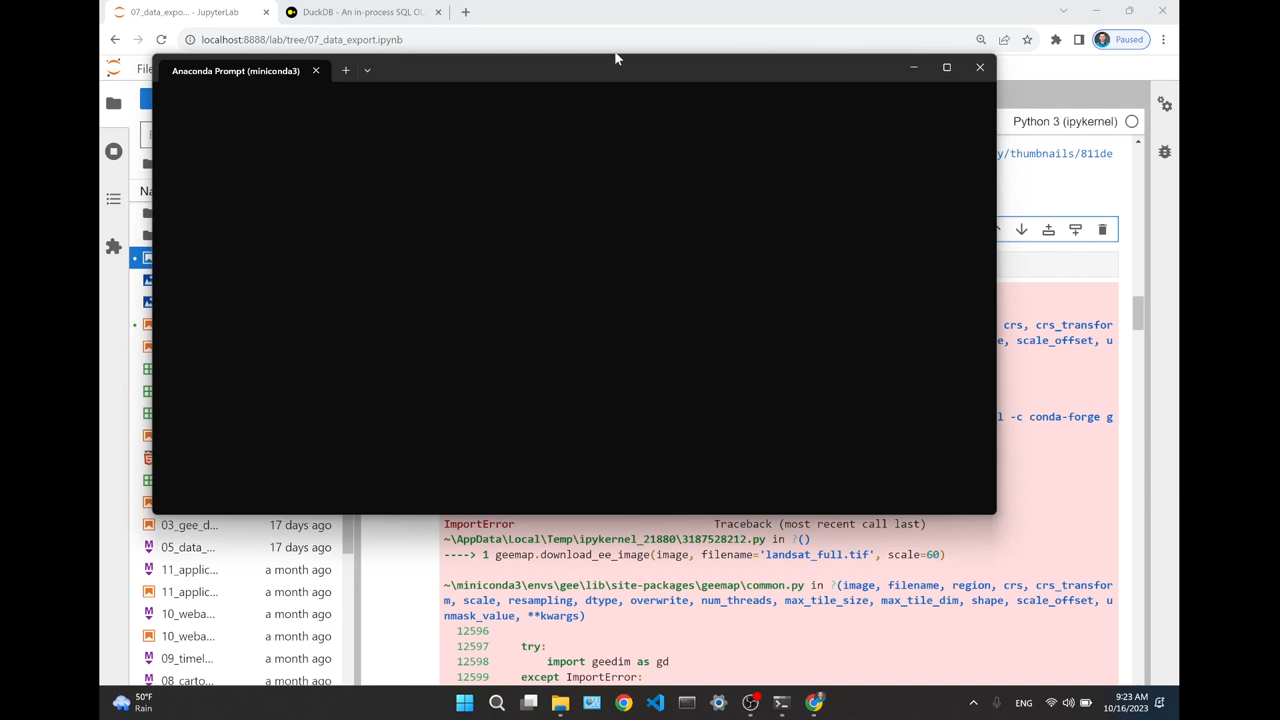 07_data_expo... - JupyterLab
DuckDB - An in-process SQL OL
localhost:8888/lab/tree/07_data_export.ipynb
Paused
File
Anaconda Prompt (miniconda3)
Python 3 (ipykernel)
y/thumbnails/811de
Na
crs, crs_transfor
e, scale_offset, u
l -c conda-forge g
ImportError Traceback (most recent call last)
~\AppData\Local\Temp\ipykernel_21880\3187528212.py in ?()
----> 1 geemap.download_ee_image(image, filename='landsat_full.tif', scale=60)
~\miniconda3\envs\gee\lib\site-packages\geemap\common.py in ?(image, filename, region, crs, crs_transfor
m, scale, resampling, dtype, overwrite, num_threads, max_tile_size, max_tile_dim, shape, scale_offset, u
nmask_value, **kwargs)
12596
12597 try:
12598 import geedim as gd
12599 except ImportError:
03_gee_d... 17 days ago
05_data_... 17 days ago
11_applic... a month ago
11_applic... a month ago
10_weba... a month ago
10_weba... a month ago
09_timel... a month ago
08_carto... a month ago
50°F
Rain
ENG
9:23 AM
10/16/2023